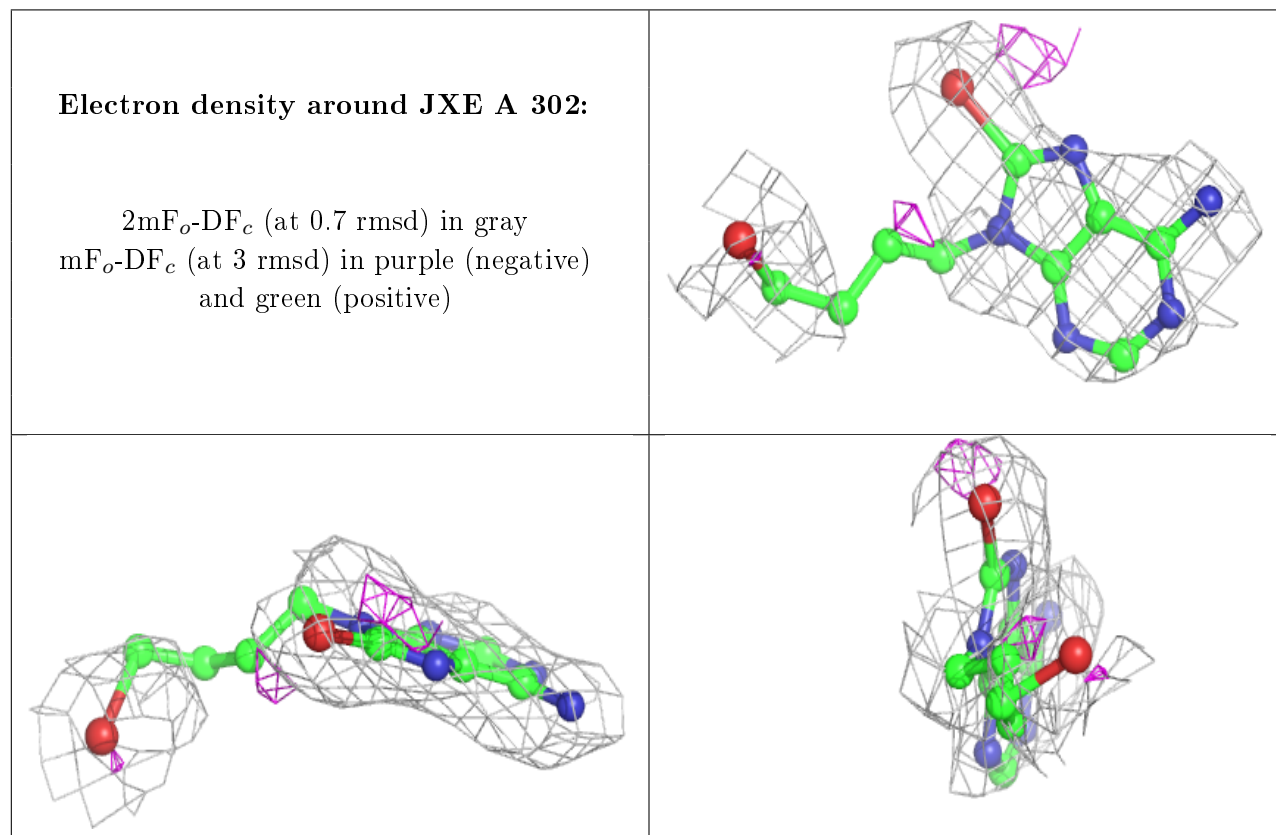 Electron density around JXE A 302:
2mFo-DFc (at 0.7 rmsd) in gray
mFo-DFc (at 3 rmsd) in purple (negative)
and green (positive)